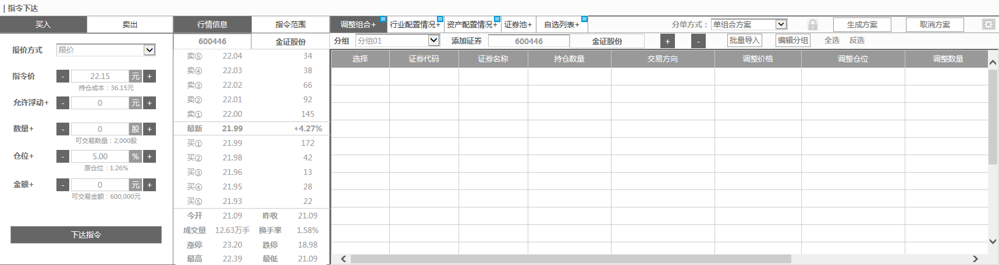 指令下达
买入 卖出 行情信息 指令范围 调整组合+ 行业配置情况+ 资产配置情况+ 证券池+ 自选列表+ 分单方式： 单组合方案 生成方案 取消方案
报价方式 限价
指令价 - 22.15 元 +
持仓成本：36.15元
允许浮动+ - 0 元 +
数量+ - 0 股 +
可交易数量：2,000股
仓位+ - 5.00 % +
原仓位：1.26%
金额+ - 0 元 +
可交易金额：600,000元
下达指令
600446 金证股份
卖⑤ 22.04 34
卖④ 22.03 38
卖③ 22.02 66
卖② 22.01 92
卖① 22.00 145
最新 21.99 +4.27%
买① 21.99 172
买② 21.98 42
买③ 21.96 13
买④ 21.95 28
买⑤ 21.93 22
今开 21.09 昨收 21.09
成交量 12.63万手 换手率 1.58%
涨停 23.20 跌停 18.98
最高 22.39 最低 21.09
分组 分组01 添加证券 600446 金证股份 + - 批量导入 编辑分组 全选 反选
选择 证券代码 证券名称 持仓数量 交易方向 调整价格 调整仓位 调整数量